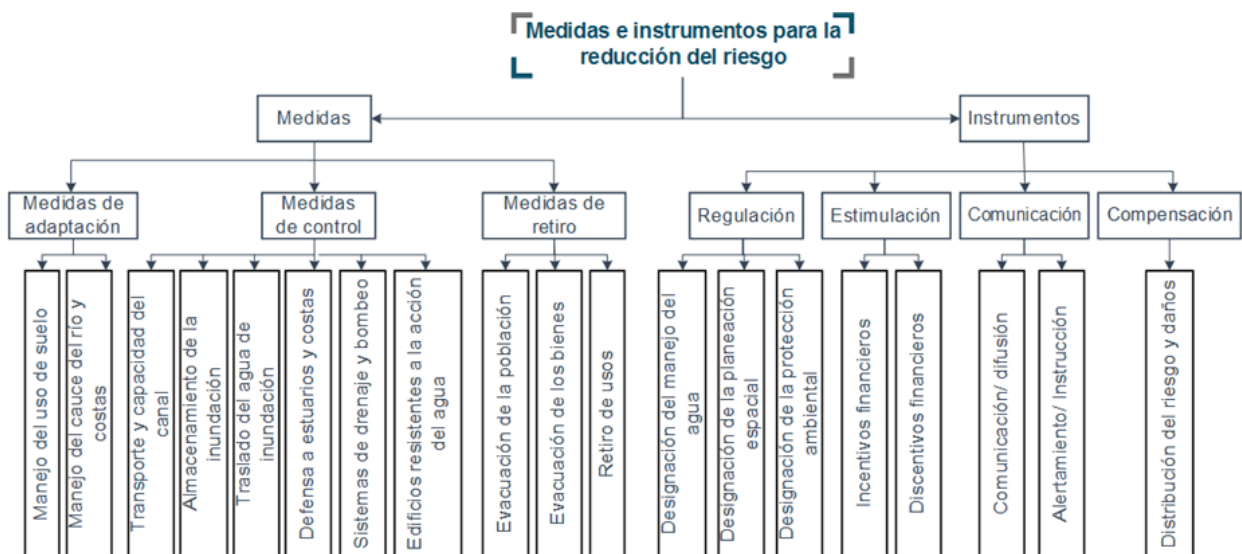 Medidas e instrumentos para la
reducción del riesgo
Medidas
Instrumentos
Medidas de
adaptación
Medidas
de control
Medidas de
retiro
Regulación
Estimulación
Comunicación
Compensación
Manejo del uso de suelo
Manejo del cauce del río y
costas
Transporte y capacidad del
canal
Almacenamiento de la
inundación
Traslado del agua de
inundación
Defensa a estuarios y costas
Sistemas de drenaje y bombeo
Edificios resistentes a la acción
del agua
Evacuación de la población
Evacuación de los bienes
Retiro de usos
Designación del manejo del
agua
Designación de la planeación
espacial
Designación de la protección
ambiental
Incentivos financieros
Discentivos financieros
Comunicación/ difusión
Alertamiento/ Instrucción
Distribución del riesgo y daños